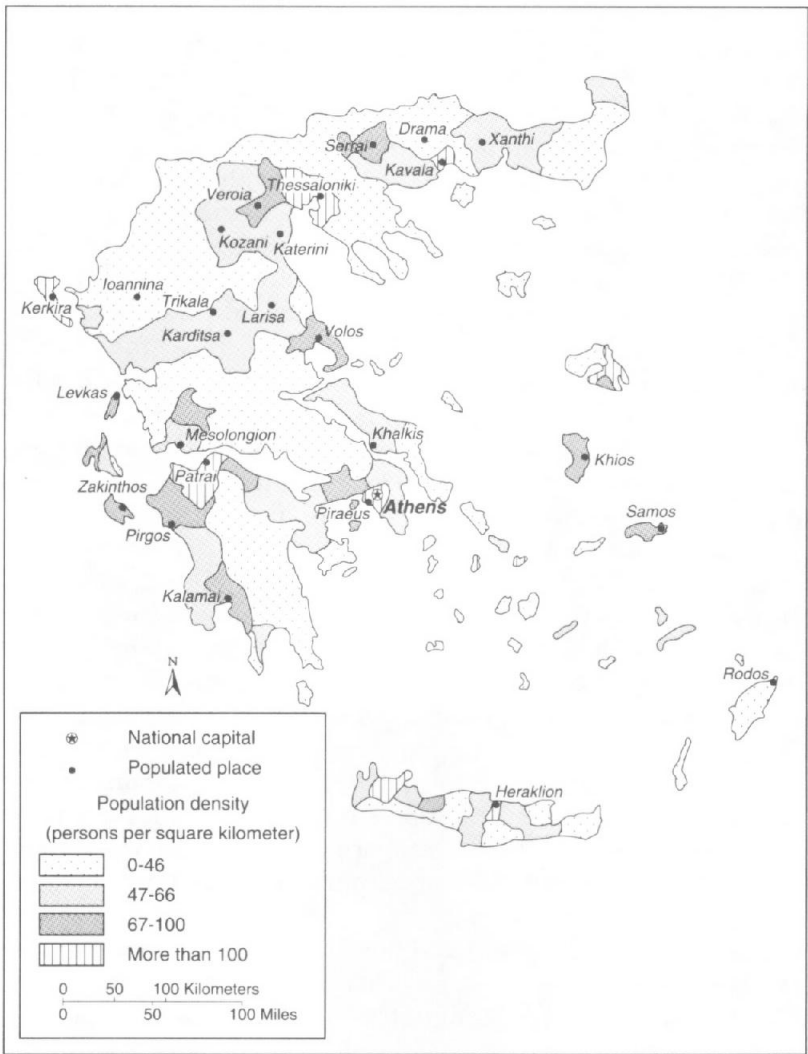 Drama
Xanthi
Serrai
Kavala
Thessaloniki
Veroia
Kozani
Katerini
Ioannina
Kerkira
Trikala
Larisa
Karditsa
Volos
Levkas
Mesolongion
Khalkis
Khios
Patrai
Zakinthos
Athens
Piraeus
Samos
Pirgos
Kalamai
N
Rodos
National capital
Populated place
Population density
(persons per square kilometer)
0-46
47-66
67-100
More than 100
0 50 100 Kilometers
0 50 100 Miles
Heraklion